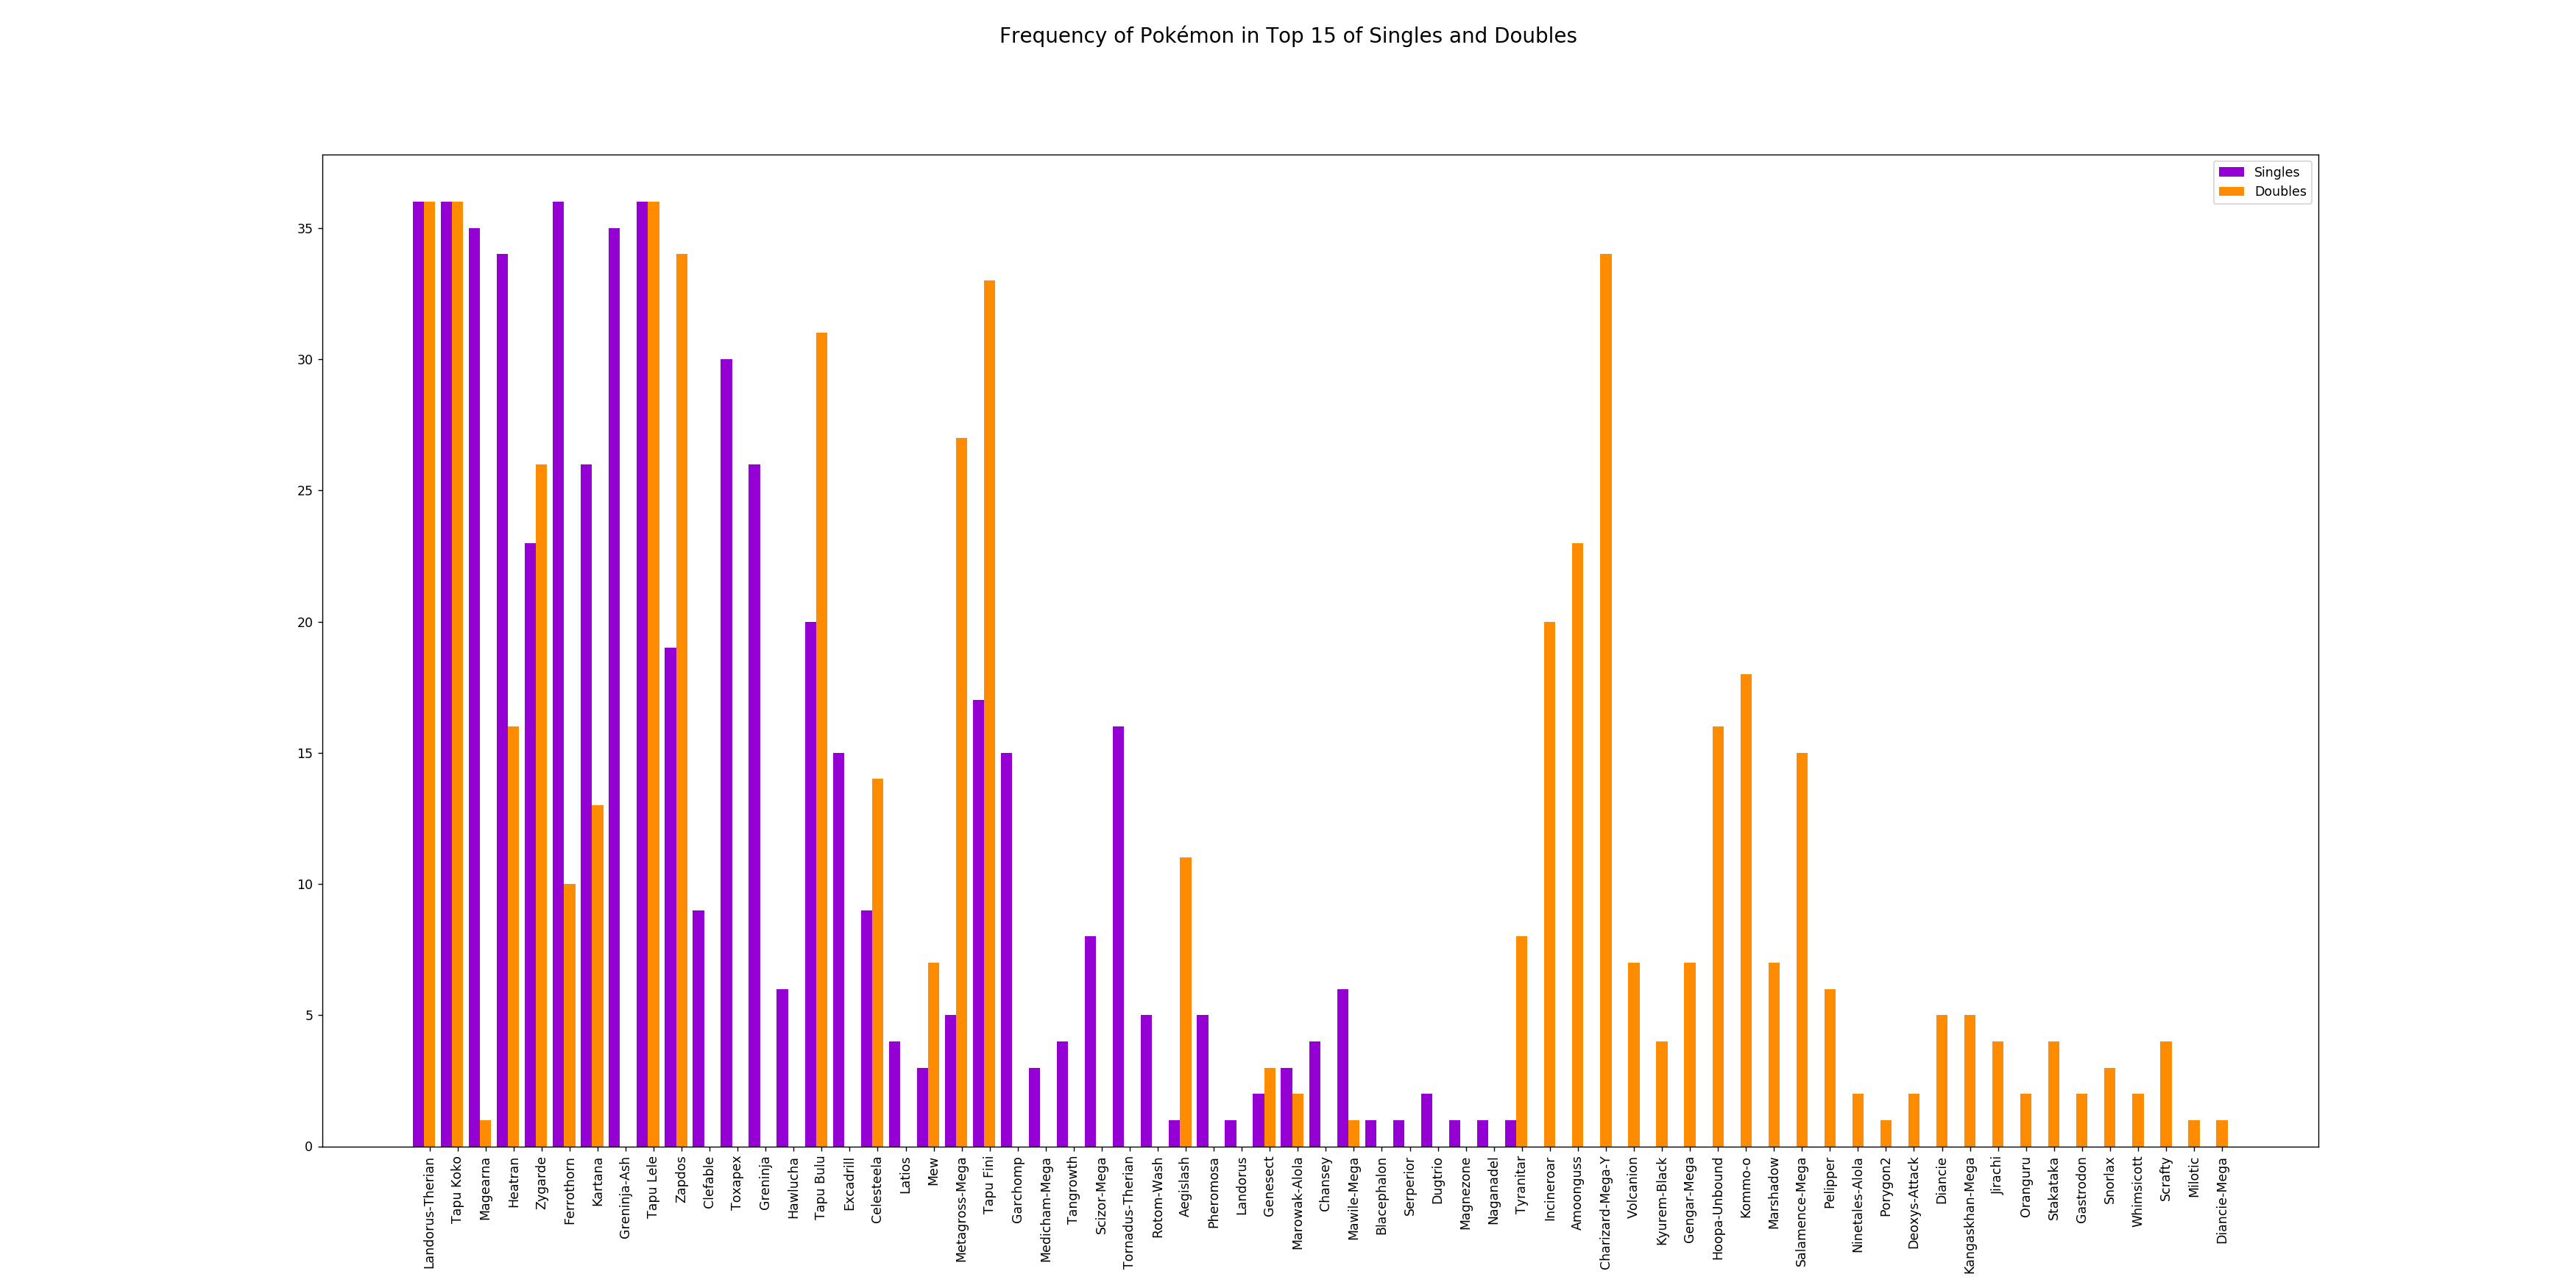 Frequency of Pokémon in Top 15 of Singles and Doubles
Singles
Doubles
35
30
25
20
15
10
5
0
Landorus-Therian
Tapu Koko
Magearna
Heatran
Zygarde
Ferrothorn
Kartana
Greninja-Ash
Tapu Lele
Zapdos
Clefable
Toxapex
Greninja
Hawlucha
Tapu Bulu
Excadrill
Celesteela
Latios
Mew
Metagross-Mega
Tapu Fini
Garchomp
Medicham-Mega
Tangrowth
Scizor-Mega
Tornadus-Therian
Rotom-Wash
Aegislash
Pheromosa
Landorus
Genesect
Marowak-Alola
Chansey
Mawile-Mega
Blacephalon
Serperior
Dugtrio
Magnezone
Naganadel
Tyranitar
Incineroar
Amoonguss
Charizard-Mega-Y
Volcanion
Kyurem-Black
Gengar-Mega
Hoopa-Unbound
Kommo-o
Marshadow
Salamence-Mega
Pelipper
Ninetales-Alola
Porygon2
Deoxys-Attack
Diancie
Kangaskhan-Mega
Jirachi
Oranguru
Stakataka
Gastrodon
Snorlax
Whimsicott
Scrafty
Milotic
Diancie-Mega